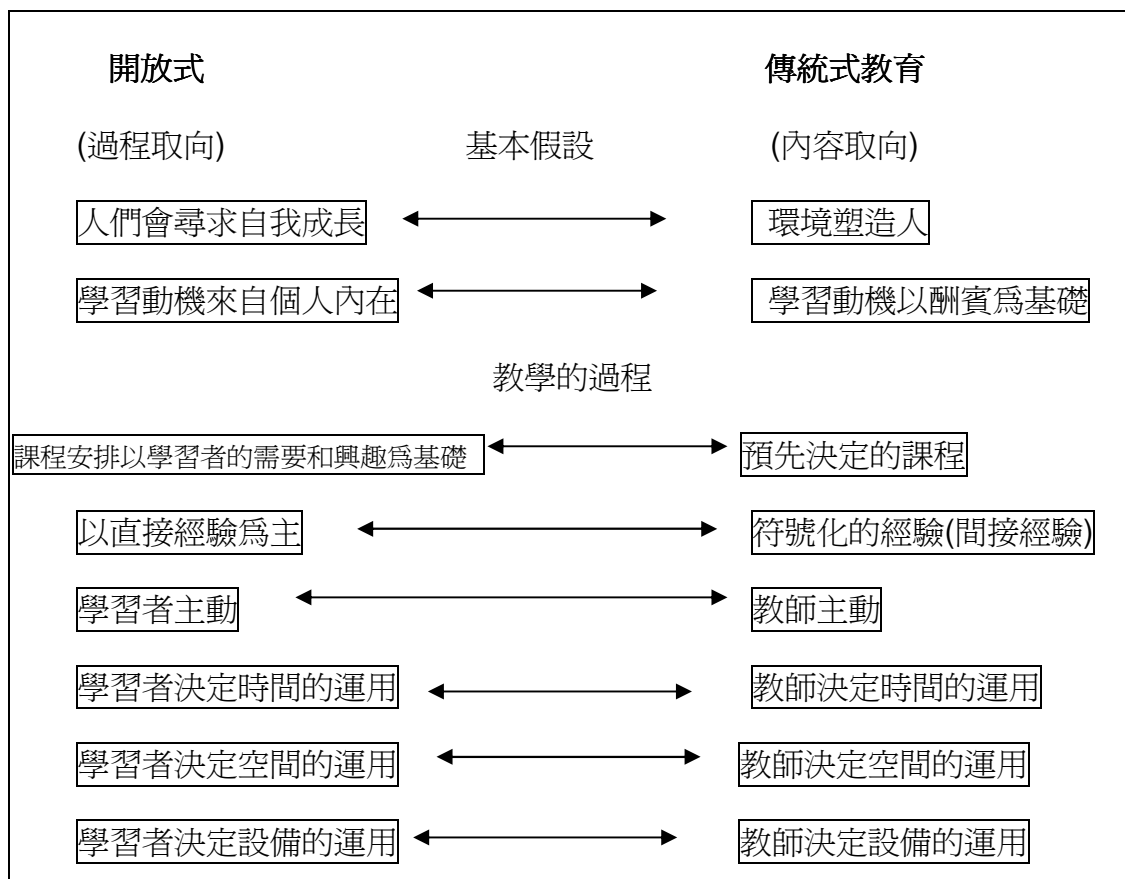 開放式 傳統式教育
(過程取向) 基本假設 (內容取向)
人們會尋求自我成長 環境塑造人
學習動機來自個人內在 學習動機以酬賓為基礎
教學的過程
課程安排以學習者的需要和興趣為基礎 預先決定的課程
以直接經驗為主 符號化的經驗(間接經驗)
學習者主動 教師主動
學習者決定時間的運用 教師決定時間的運用
學習者決定空間的運用 教師決定空間的運用
學習者決定設備的運用 教師決定設備的運用